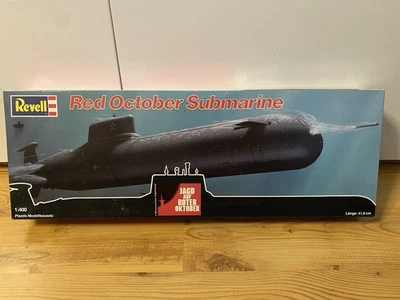 Revell
Red October Submarine
JAGD
AUF
ROTER
OKTOBER
1/400
Plastik-Modellbausatz
Länge: 41,9 cm